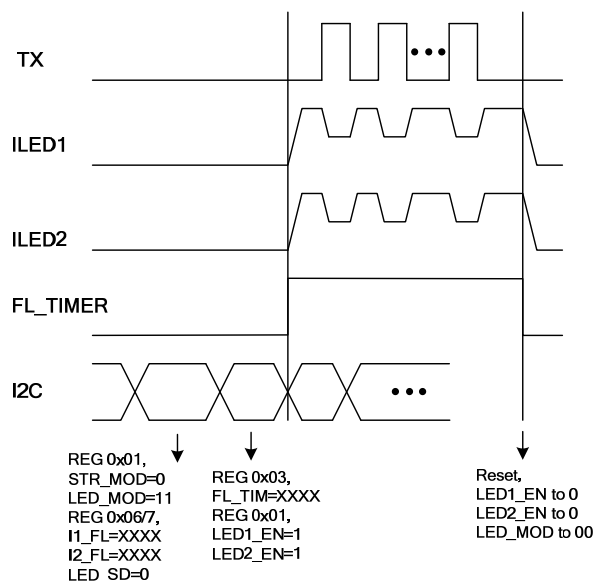 TX
ILED1
ILED2
FL_TIMER
I2C
REG 0x01,
STR_MOD=0
LED_MOD=11
REG 0x06/7,
I1_FL=XXXX
I2_FL=XXXX
LED_SD=0
REG 0x03,
FL_TIM=XXXX
REG 0x01,
LED1_EN=1
LED2_EN=1
Reset,
LED1_EN to 0
LED2_EN to 0
LED_MOD to 00